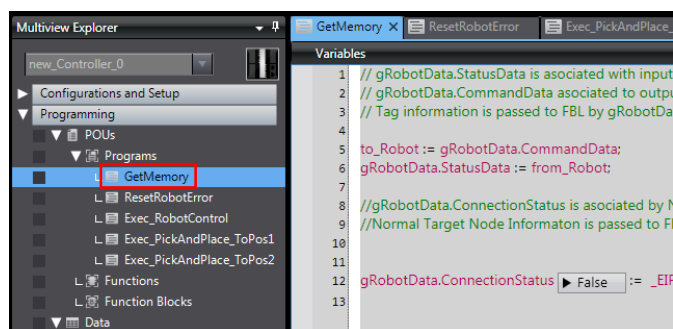 Multiview Explorer
new_Controller_0
Configurations and Setup
Programming
POUs
Programs
GetMemory
ResetRobotError
Exec_RobotControl
Exec_PickAndPlace_ToPos1
Exec_PickAndPlace_ToPos2
Functions
Function Blocks
Data
GetMemory X ResetRobotError Exec_PickAndPlace_
Variables
1 // gRobotData.StatusData is asociated with input
2 // gRobotData.CommandData asociated to outpu
3 // Tag information is passed to FBL by gRobotDa
4
5 to_Robot := gRobotData.CommandData;
6 gRobotData.StatusData := from_Robot;
7
8 //gRobotData.ConnectionStatus is asociated by N
9 //Normal Target Node Informaton is passed to F
10
11
12 gRobotData.ConnectionStatus False := _EIP
13